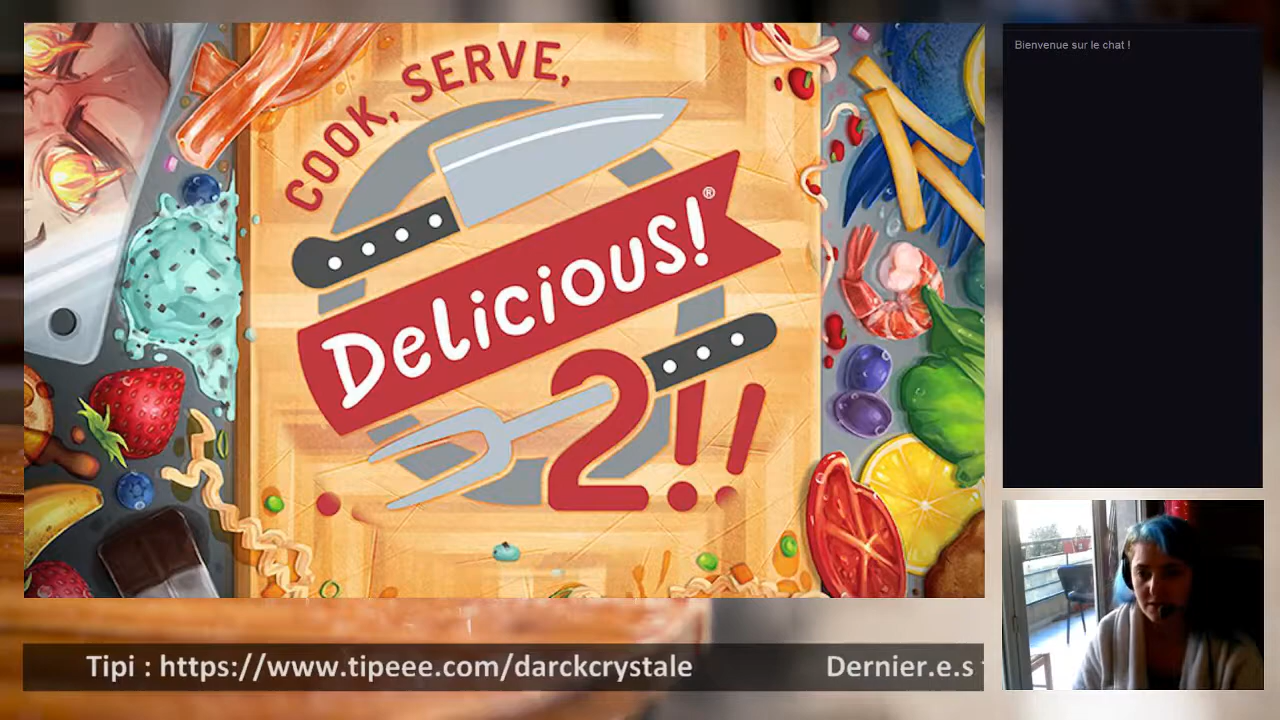 COOK, SERVE,
Delicious!®
2!!
Bienvenue sur le chat !
Tipi : https://www.tipeee.com/darckcrystale
Dernier.e.s